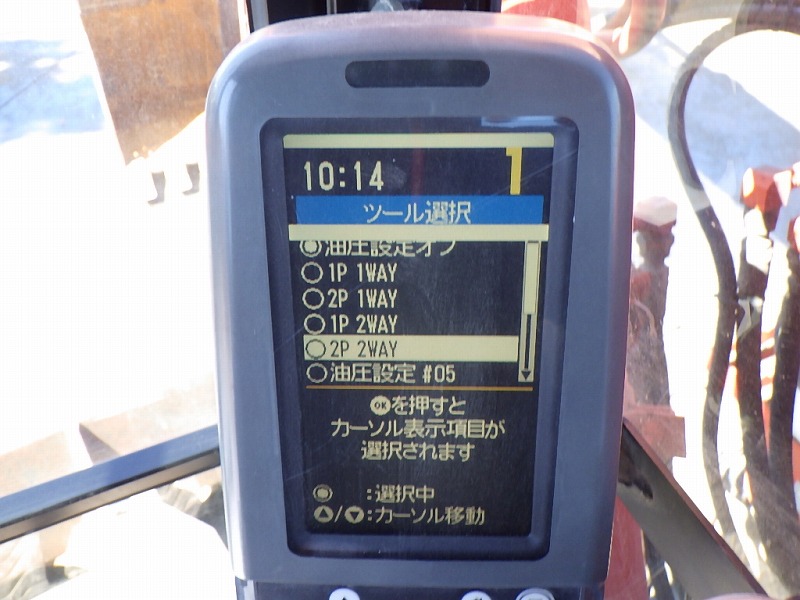 10:14 1
ツール選択
油圧設定オフ
1P 1WAY
2P 1WAY
1P 2WAY
2P 2WAY
油圧設定 #05
OKを押すと
カーソル表示項目が
選択されます
:選択中
/ :カーソル移動